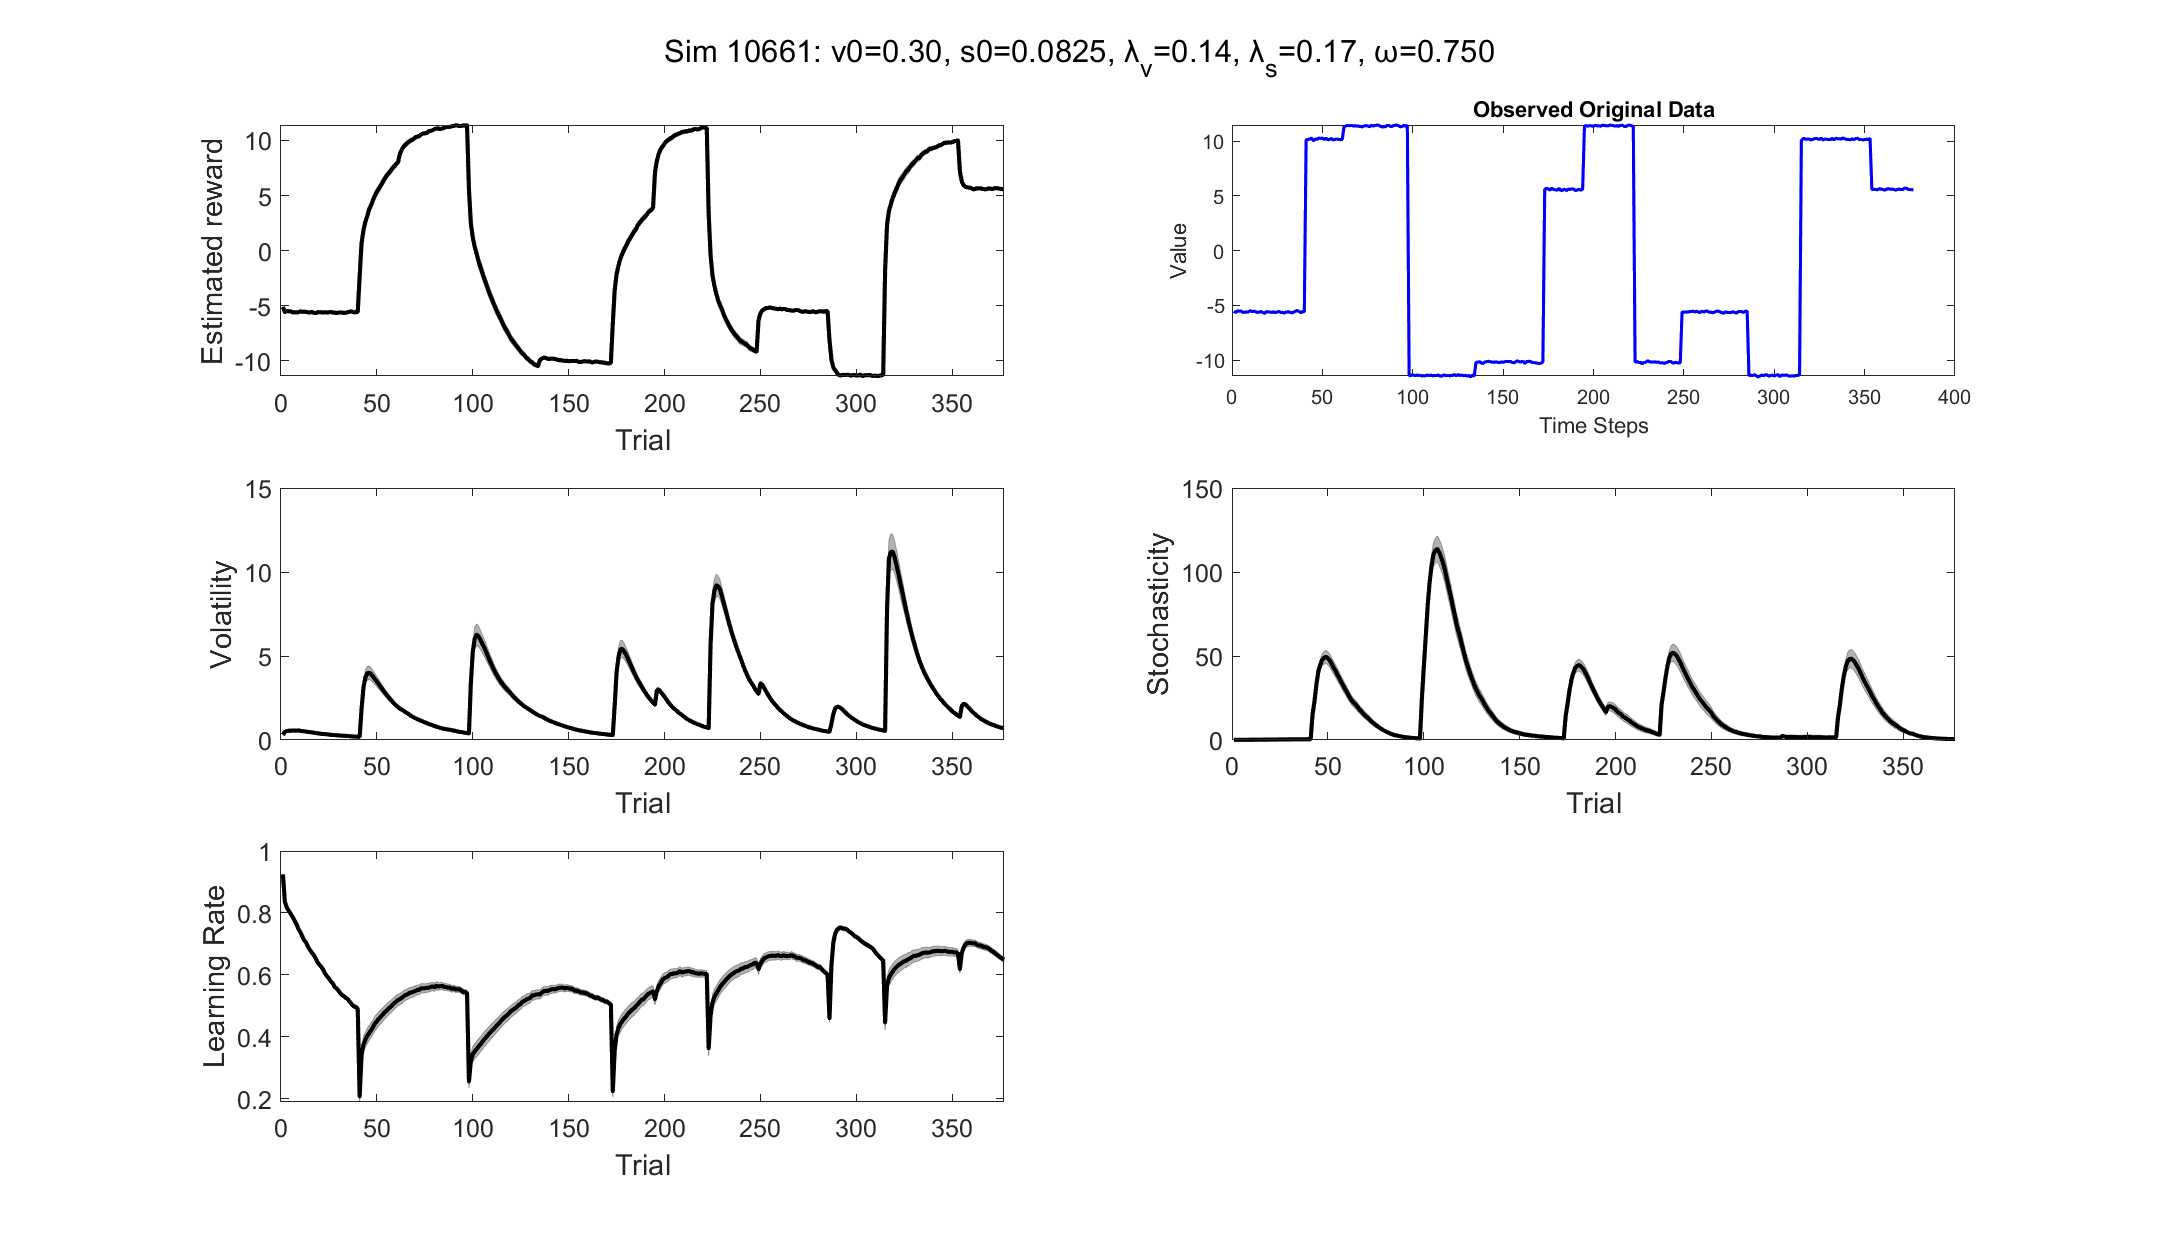 Sim 10661: v0=0.30, s0=0.0825, λ_v=0.14, λ_s=0.17, ω=0.750
Estimated reward
10
5
0
-5
-10
0 50 100 150 200 250 300 350
Trial
Observed Original Data
Value
10
5
0
-5
-10
0 50 100 150 200 250 300 350 400
Time Steps
Volatility
15
10
5
0
0 50 100 150 200 250 300 350
Trial
Stochasticity
150
100
50
0
0 50 100 150 200 250 300 350
Trial
Learning Rate
1
0.8
0.6
0.4
0.2
0 50 100 150 200 250 300 350
Trial